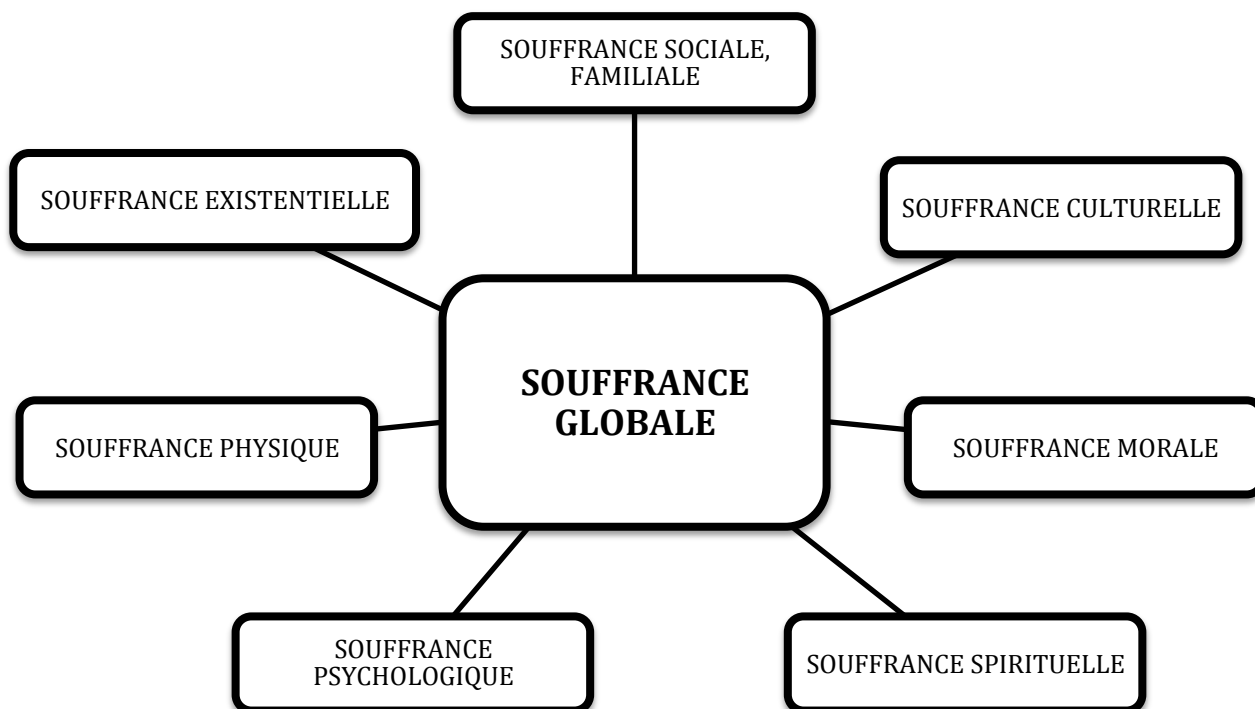 SOUFFRANCE SOCIALE,
FAMILIALE
SOUFFRANCE EXISTENTIELLE
SOUFFRANCE CULTURELLE
SOUFFRANCE
GLOBALE
SOUFFRANCE PHYSIQUE
SOUFFRANCE MORALE
SOUFFRANCE
PSYCHOLOGIQUE
SOUFFRANCE SPIRITUELLE